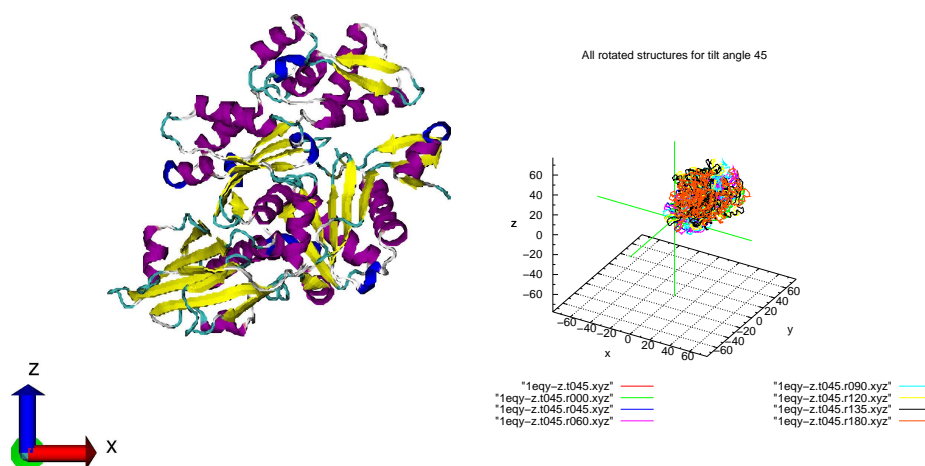 All rotated structures for tilt angle 45
60
40
20
z
0
−20
−40
−60
60
40
20
0
−20
−40
−60
y
−60
−40
−20
0
20
40
60
x
Z
X
"1eqy−z.t045.xyz"
"1eqy−z.t045.r000.xyz"
"1eqy−z.t045.r045.xyz"
"1eqy−z.t045.r060.xyz"
"1eqy−z.t045.r090.xyz"
"1eqy−z.t045.r120.xyz"
"1eqy−z.t045.r135.xyz"
"1eqy−z.t045.r180.xyz"